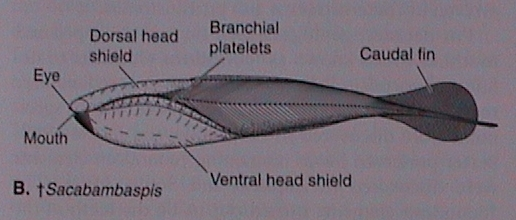 Dorsal head
shield
Branchial
platelets
Caudal fin
Eye
Mouth
Ventral head shield
B. †Sacabambaspis